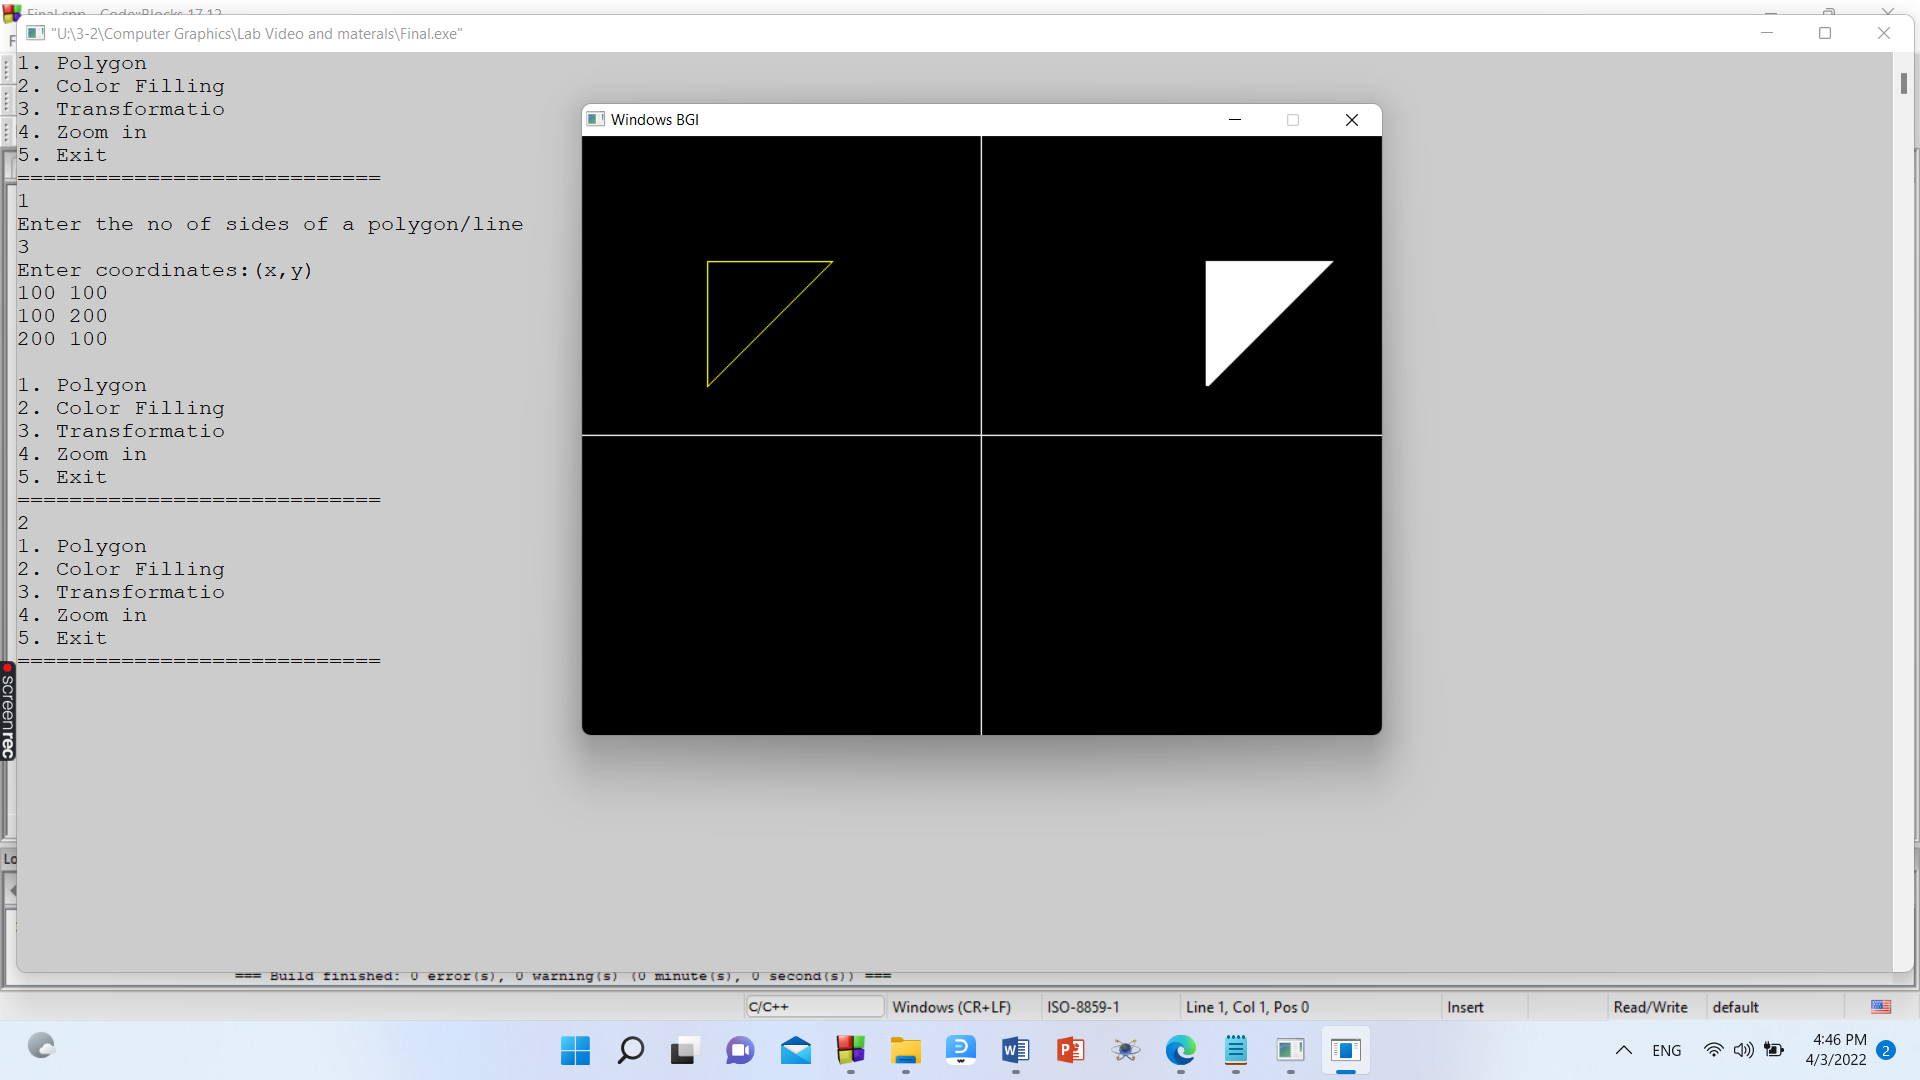 Final.cpp - Code::Blocks 17.12
"U:\3-2\Computer Graphics\Lab Video and materals\Final.exe"
1. Polygon
2. Color Filling
3. Transformatio
4. Zoom in
5. Exit
============================
1
Enter the no of sides of a polygon/line
3
Enter coordinates:(x,y)
100 100
100 200
200 100
1. Polygon
2. Color Filling
3. Transformatio
4. Zoom in
5. Exit
============================
2
1. Polygon
2. Color Filling
3. Transformatio
4. Zoom in
5. Exit
============================
Windows BGI
screenrec
Lo
=== Build finished: 0 error(s), 0 warning(s) (0 minute(s), 0 second(s)) ===
C/C++ Windows (CR+LF) ISO-8859-1 Line 1, Col 1, Pos 0 Insert Read/Write default
ENG
4:46 PM
4/3/2022
2